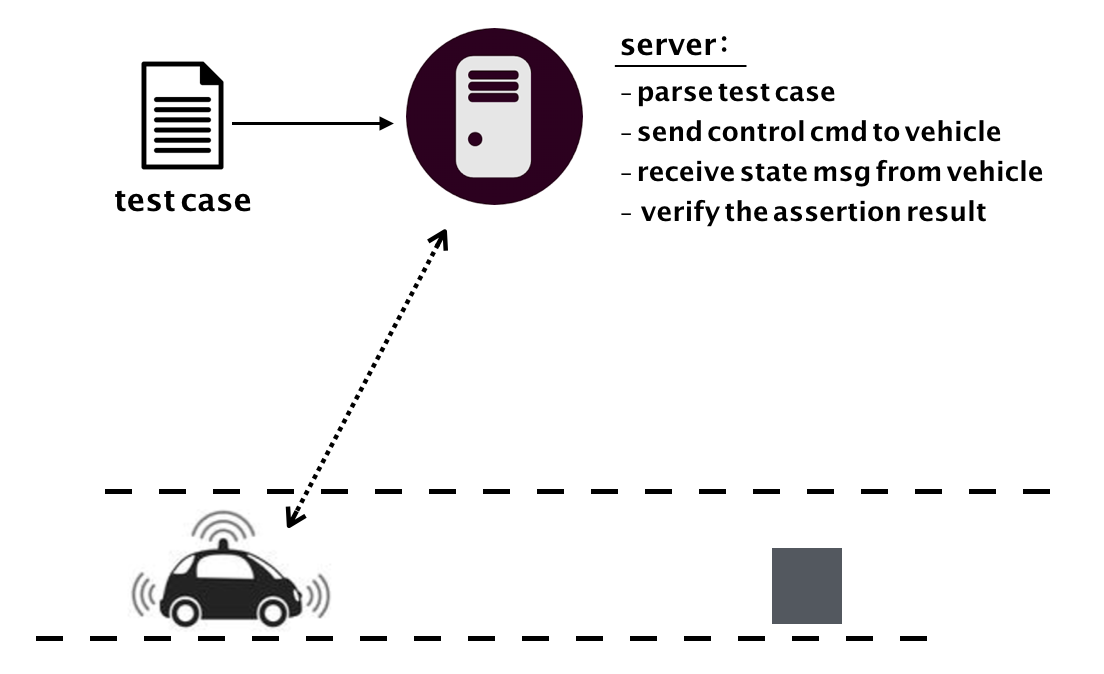 server:
- parse test case
- send control cmd to vehicle
- receive state msg from vehicle
- verify the assertion result
test case